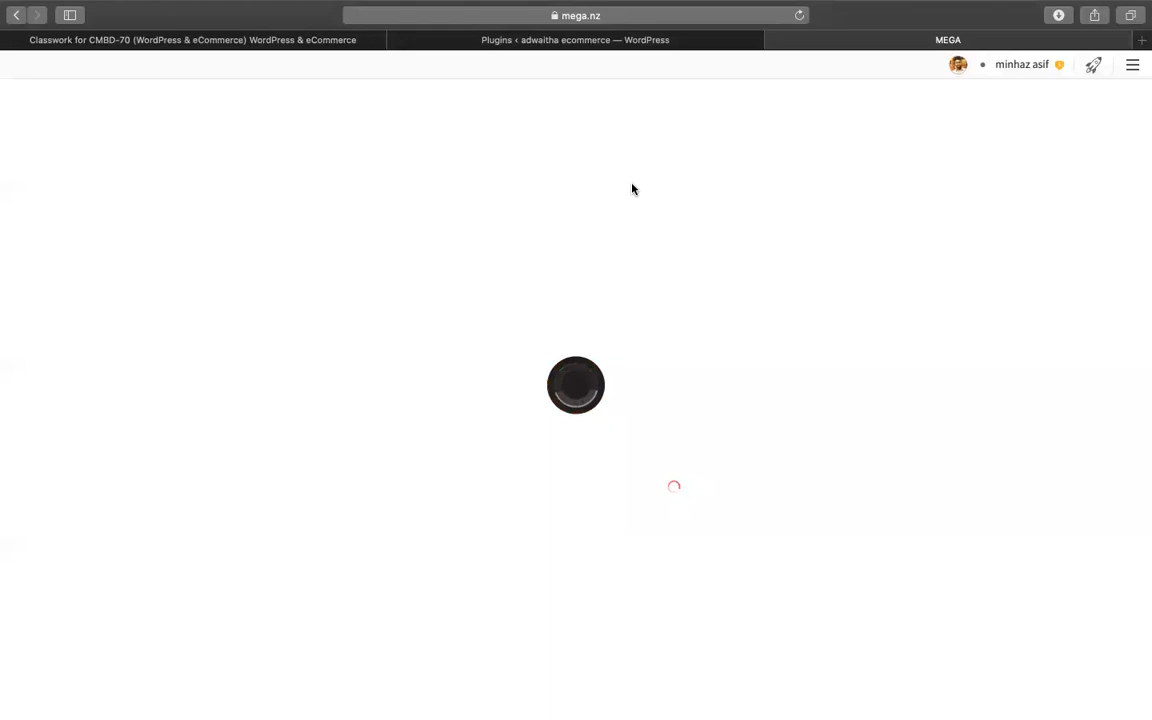 mega.nz
Classwork for CMBD-70 (WordPress & eCommerce) WordPress & eCommerce
Plugins ‹ adwaitha ecommerce — WordPress
MEGA
minhaz asif